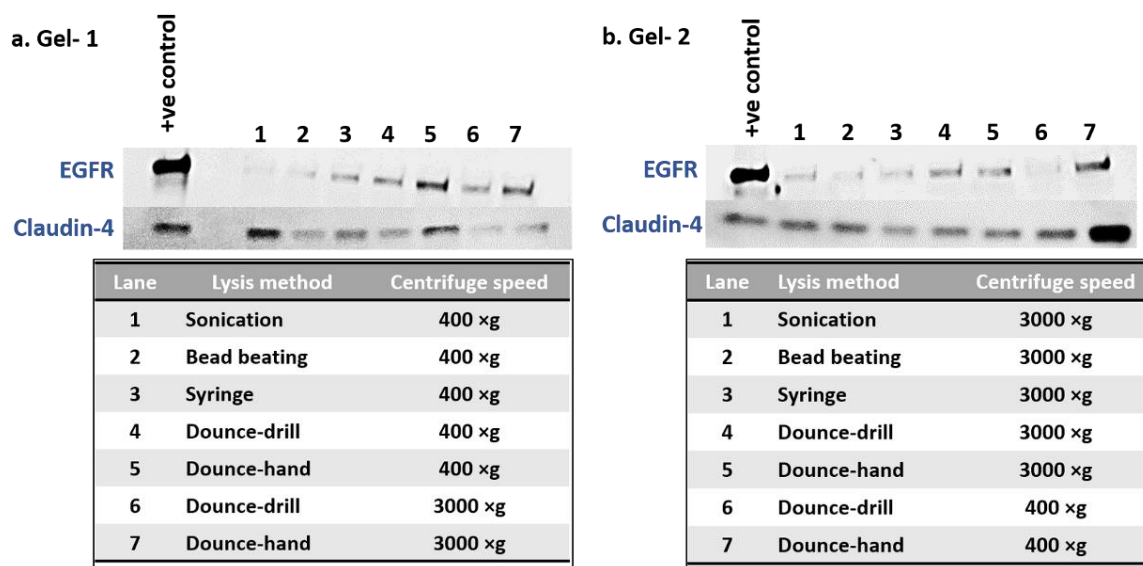 a. Gel- 1
+ve control
1 2 3 4 5 6 7
EGFR
Claudin-4
Lane Lysis method Centrifuge speed
1 Sonication 400 ×g
2 Bead beating 400 ×g
3 Syringe 400 ×g
4 Dounce-drill 400 ×g
5 Dounce-hand 400 ×g
6 Dounce-drill 3000 ×g
7 Dounce-hand 3000 ×g
b. Gel- 2
+ve control
1 2 3 4 5 6 7
EGFR
Claudin-4
Lane Lysis method Centrifuge speed
1 Sonication 3000 ×g
2 Bead beating 3000 ×g
3 Syringe 3000 ×g
4 Dounce-drill 3000 ×g
5 Dounce-hand 3000 ×g
6 Dounce-drill 400 ×g
7 Dounce-hand 400 ×g